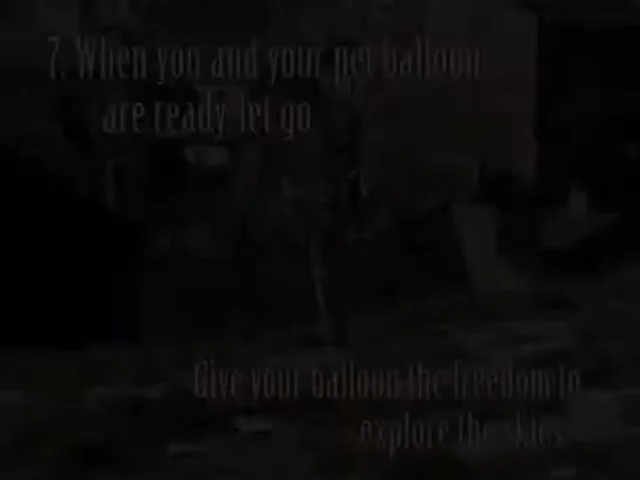 7. When you and your pet balloon
are ready let go
Give your balloon the freedom to
explore the skies